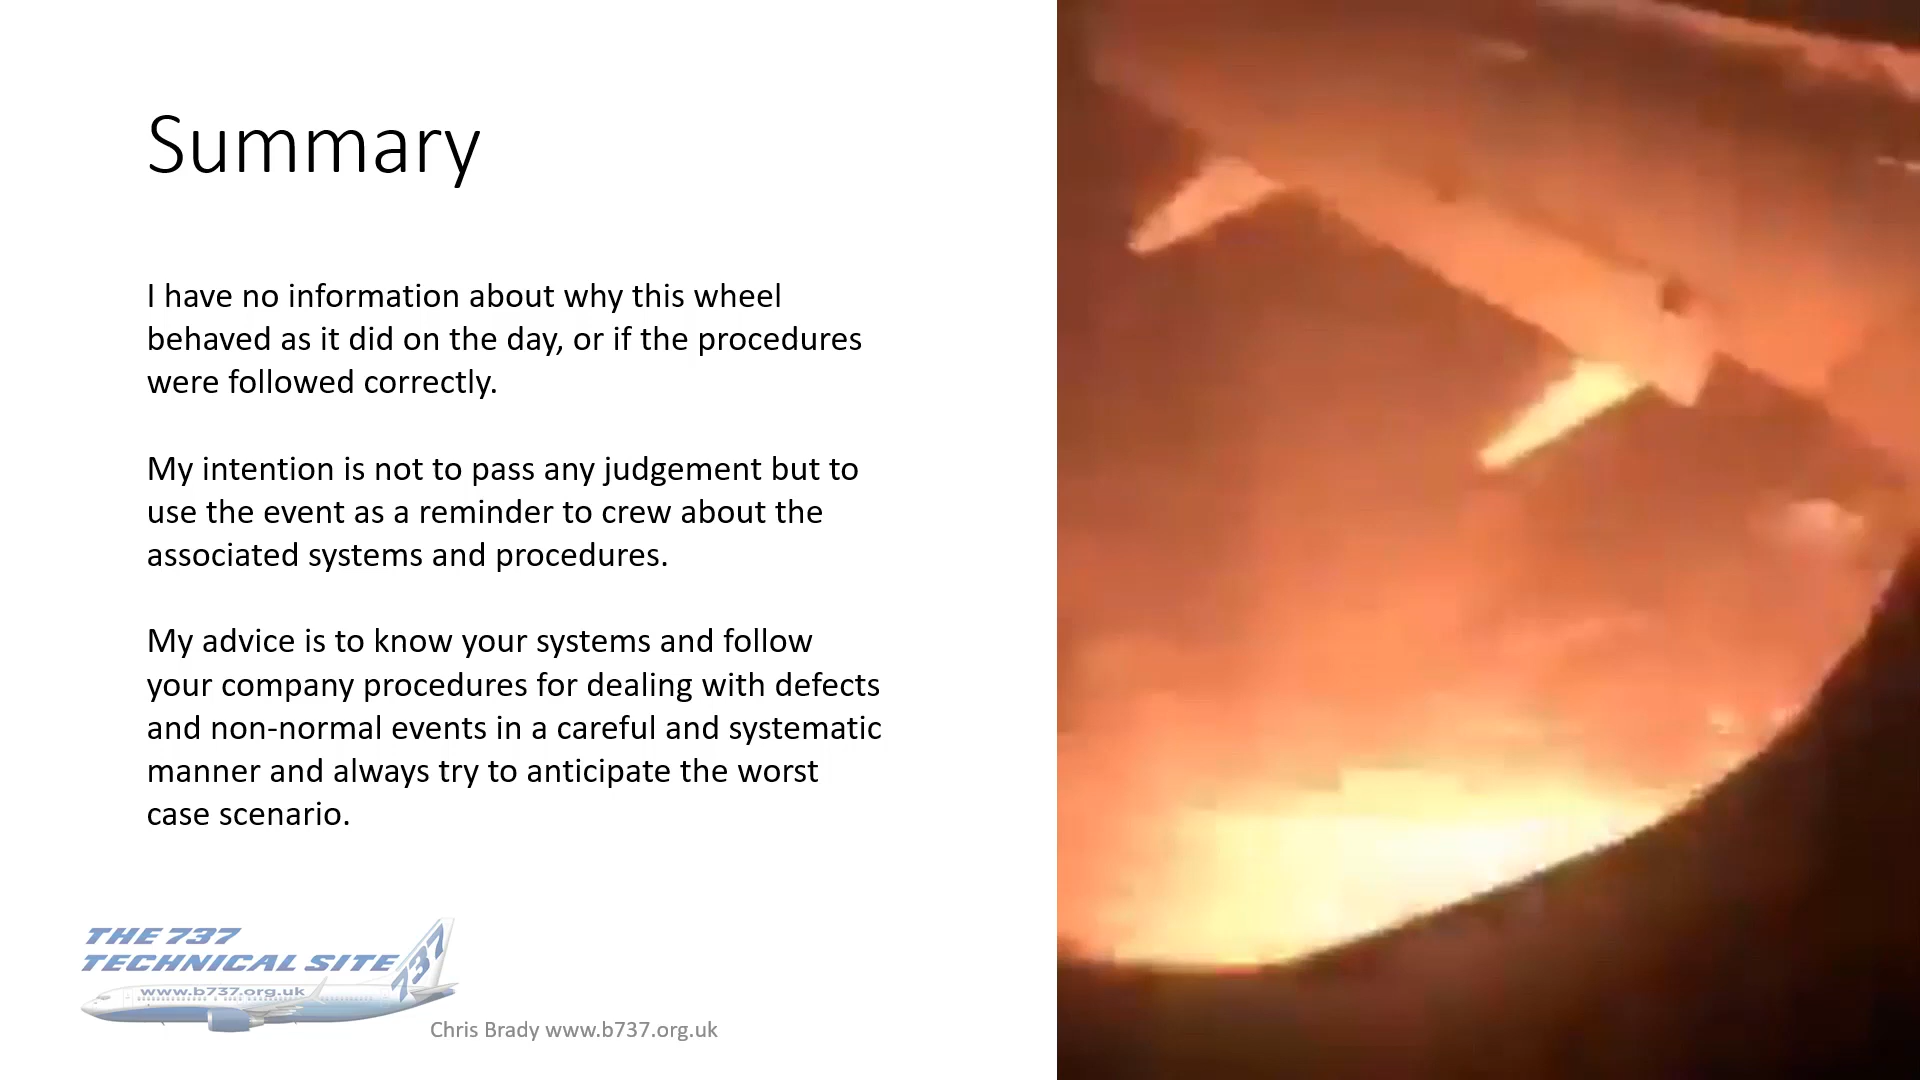 Summary
I have no information about why this wheel
behaved as it did on the day, or if the procedures
were followed correctly.
My intention is not to pass any judgement but to
use the event as a reminder to crew about the
associated systems and procedures.
My advice is to know your systems and follow
your company procedures for dealing with defects
and non-normal events in a careful and systematic
manner and always try to anticipate the worst
case scenario.
THE 737
TECHNICAL SITE
737
www.b737.org.uk
Chris Brady www.b737.org.uk